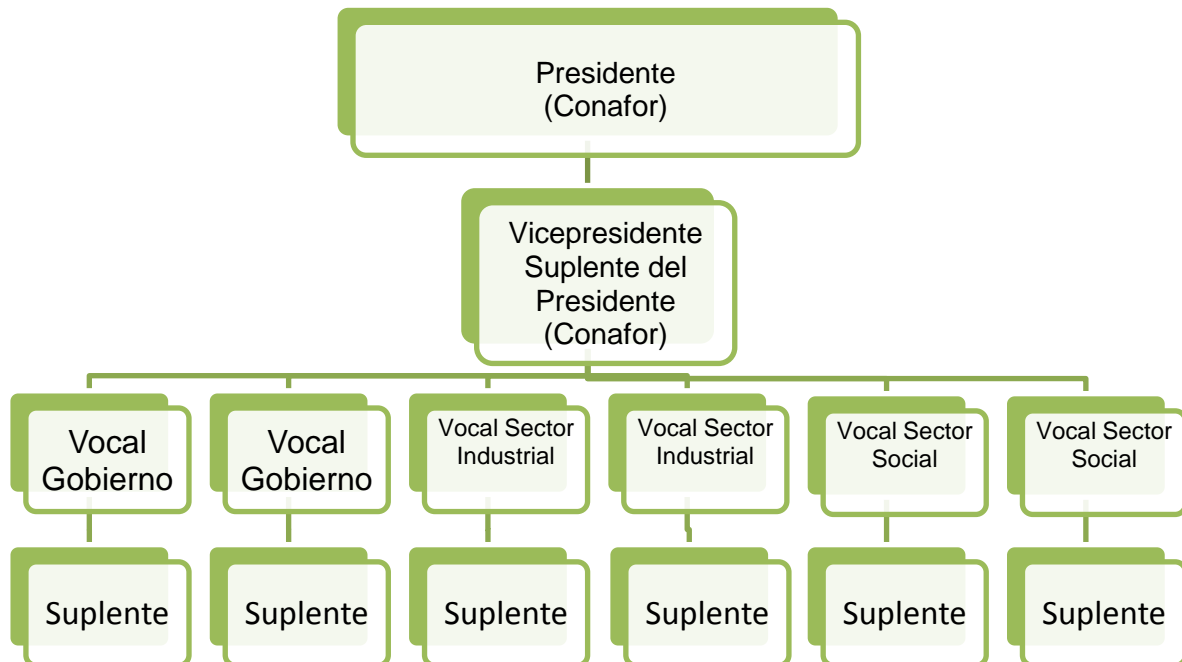 Presidente
(Conafor)
Vicepresidente
Suplente del
Presidente
(Conafor)
Vocal
Gobierno
Vocal
Gobierno
Vocal Sector
Industrial
Vocal Sector
Industrial
Vocal Sector
Social
Vocal Sector
Social
Suplente
Suplente
Suplente
Suplente
Suplente
Suplente